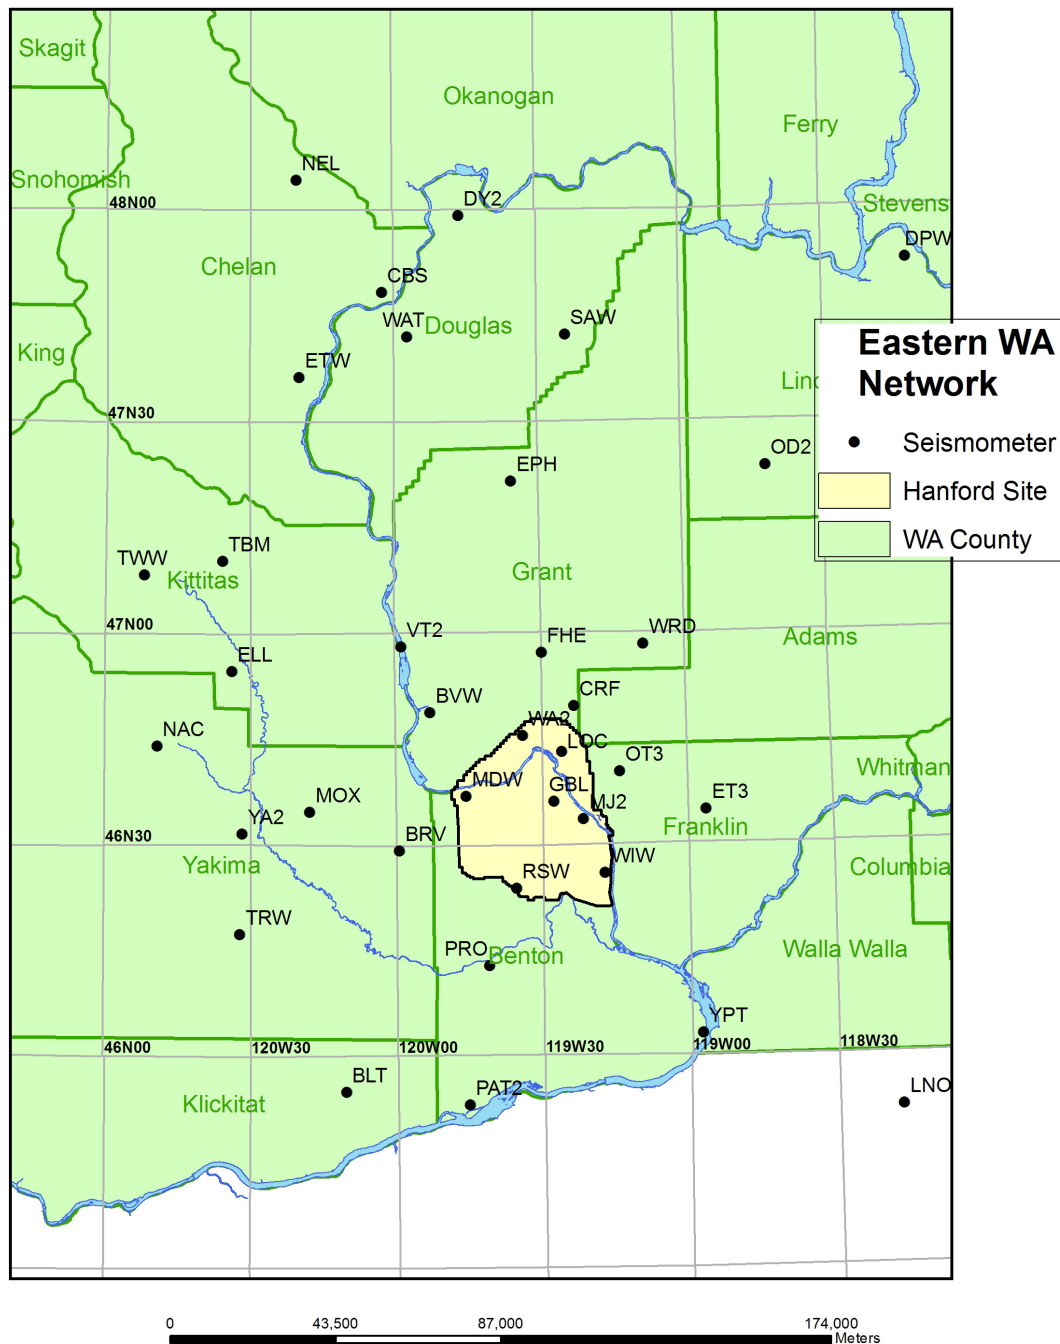 Skagit
Okanogan
Ferry
NEL
Snohomish
DY2
48N00
Stevens
DPW
Chelan
CBS
WAT
Douglas
SAW
King
ETW
Eastern WA
Network
Linc
47N30
Seismometer
OD2
EPH
Hanford Site
WA County
TWW
TBM
Kittitas
Grant
47N00
VT2
FHE
WRD
Adams
ELL
CRF
BVW
WA2
NAC
LOC
OT3
Whitman
MDW
GBL
MJ2
ET3
MOX
YA2
Franklin
46N30
BRV
Yakima
WIW
Columbia
RSW
TRW
PRO
Benton
Walla Walla
YPT
46N00
120W30
120W00
119W30
119W00
118W30
BLT
PAT2
LNO
Klickitat
0
43,500
87,000
174,000
Meters